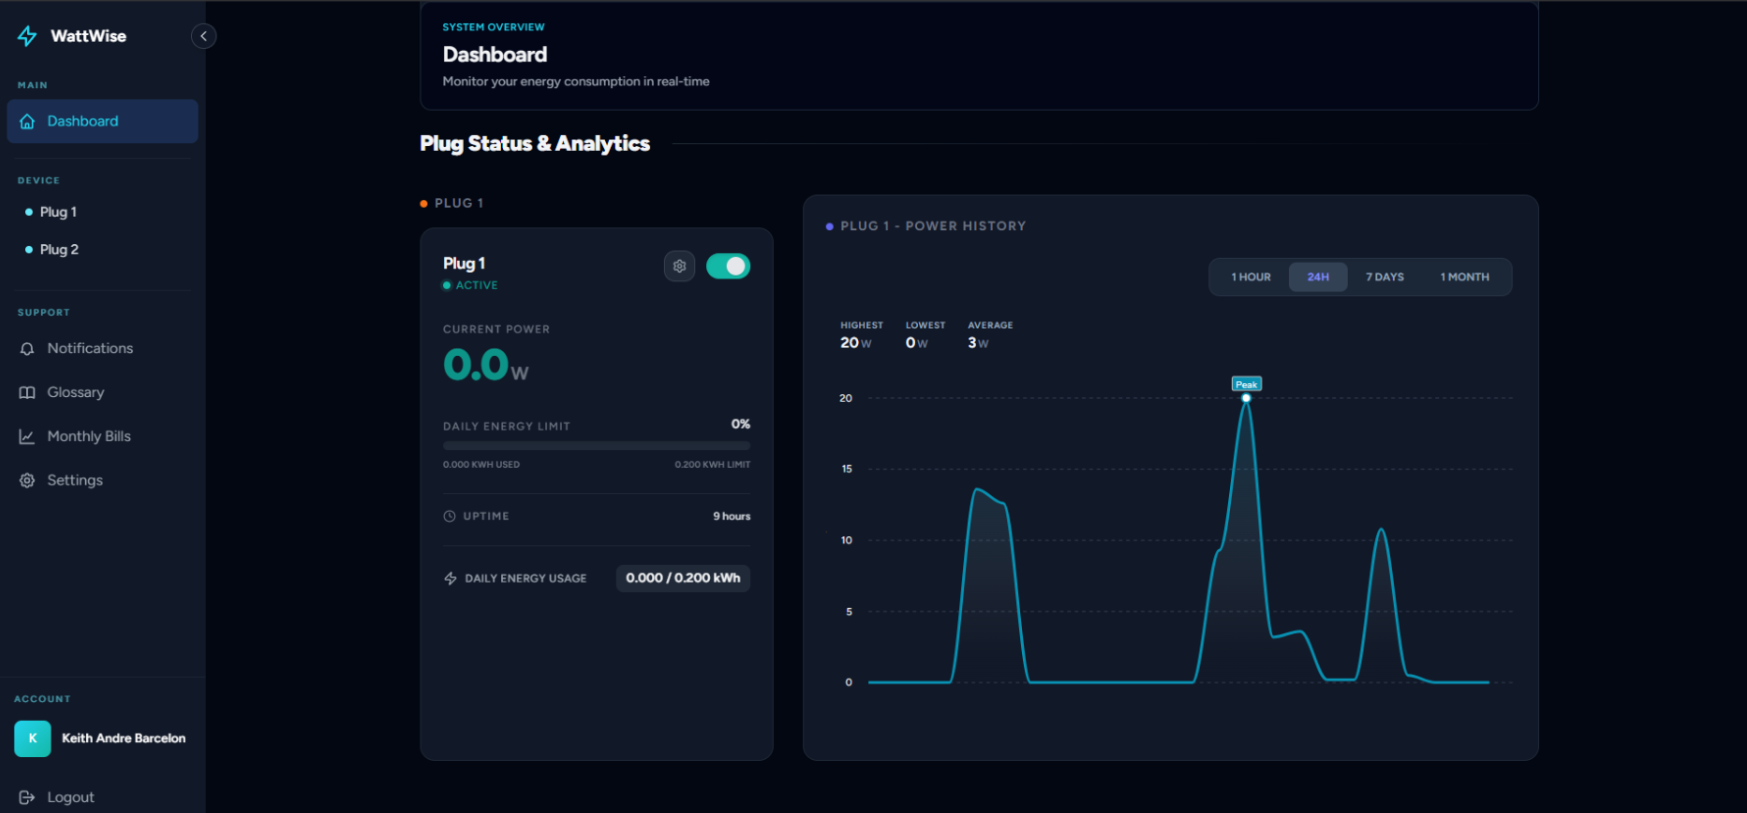 WattWise
MAIN
Dashboard
DEVICE
Plug 1
Plug 2
SUPPORT
Notifications
Glossary
Monthly Bills
Settings
ACCOUNT
K
Keith Andre Barcelon
Logout
SYSTEM OVERVIEW
Dashboard
Monitor your energy consumption in real-time
Plug Status & Analytics
PLUG 1
Plug 1
ACTIVE
CURRENT POWER
0.0 W
DAILY ENERGY LIMIT 0%
0.000 KWH USED 0.200 KWH LIMIT
UPTIME 9 hours
DAILY ENERGY USAGE 0.000 / 0.200 kWh
PLUG 1 - POWER HISTORY
1 HOUR 24H 7 DAYS 1 MONTH
HIGHEST LOWEST AVERAGE
20 W 0 W 3 W
Peak
20
15
10
5
0